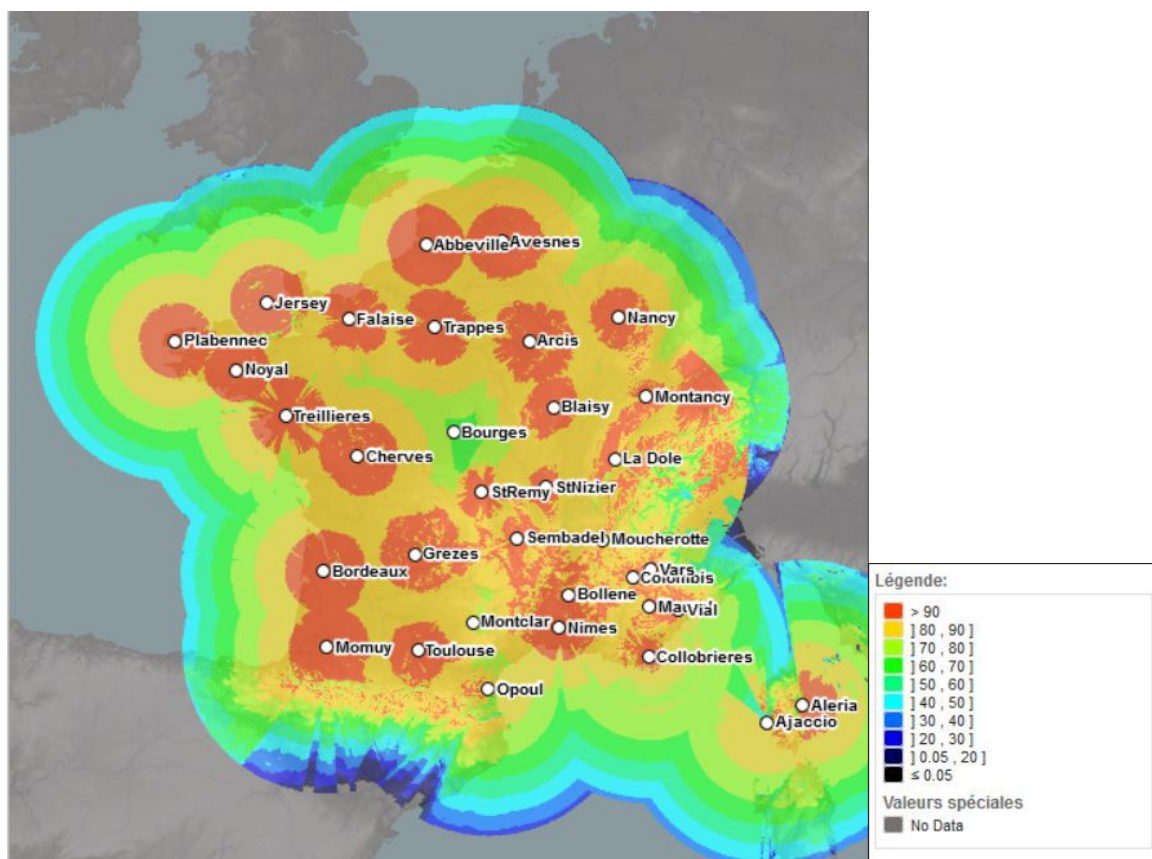 Abbeville
Avesnes
Jersey
Falaise
Trappes
Nancy
Plabennec
Arcis
Noyal
Montancy
Blaisy
Treillieres
Bourges
Cherves
La Dole
StRemy
StNizier
Sembadel
Moucherotte
Grezes
Bordeaux
Vars
Colombis
Bollene
Vial
Montclar
Nimes
Momuy
Toulouse
Collobrieres
Opoul
Aleria
Ajaccio
Légende:
> 90
] 80 , 90 ]
] 70 , 80 ]
] 60 , 70 ]
] 50 , 60 ]
] 40 , 50 ]
] 30 , 40 ]
] 20 , 30 ]
] 0.05 , 20 ]
≤ 0.05
Valeurs spéciales
No Data